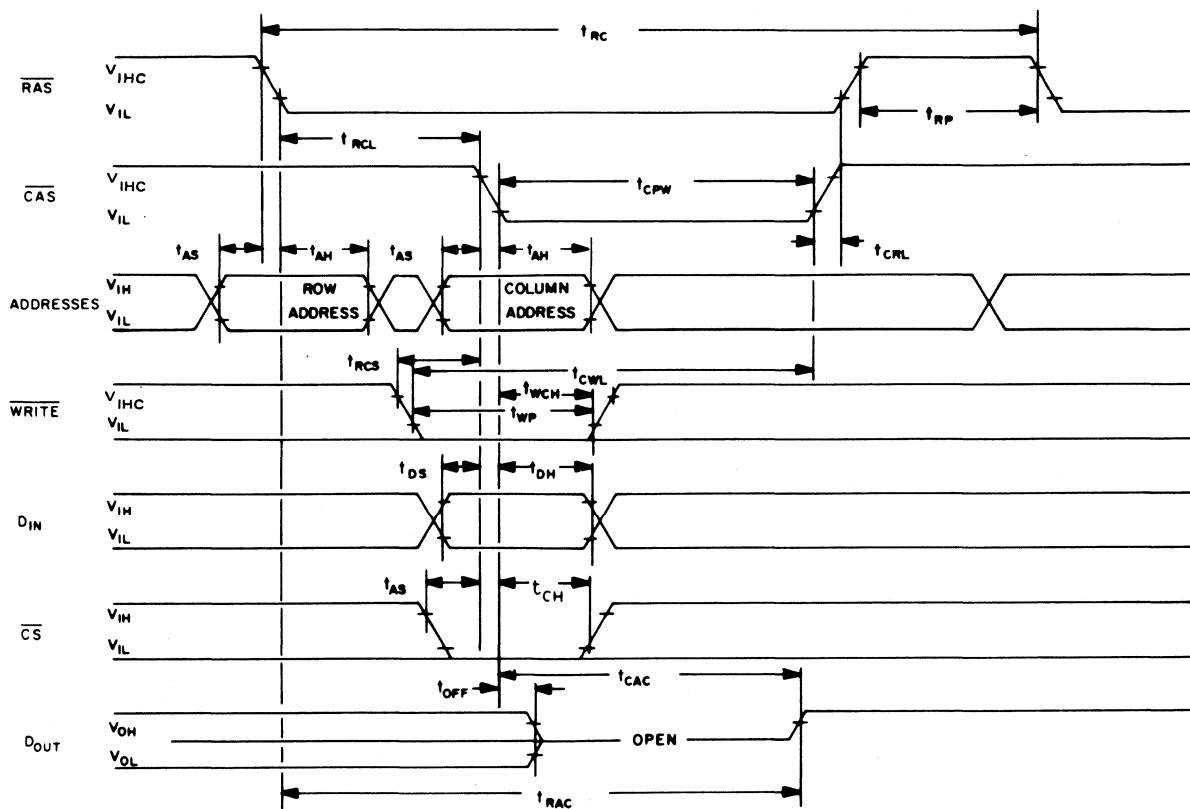 tRC
RAS
VIHC
VIL
tRP
tRCL
CAS
VIHC
VIL
tCPW
tCRL
tAS
tAH
tAS
tAH
ADDRESSES
VIH
VIL
ROW
ADDRESS
COLUMN
ADDRESS
tRCS
tCWL
tWCH
tWP
WRITE
VIHC
VIL
tDS
tDH
DIN
VIH
VIL
tAS
tCH
CS
VIH
VIL
tCAC
tOFF
DOUT
VOH
VOL
OPEN
tRAC